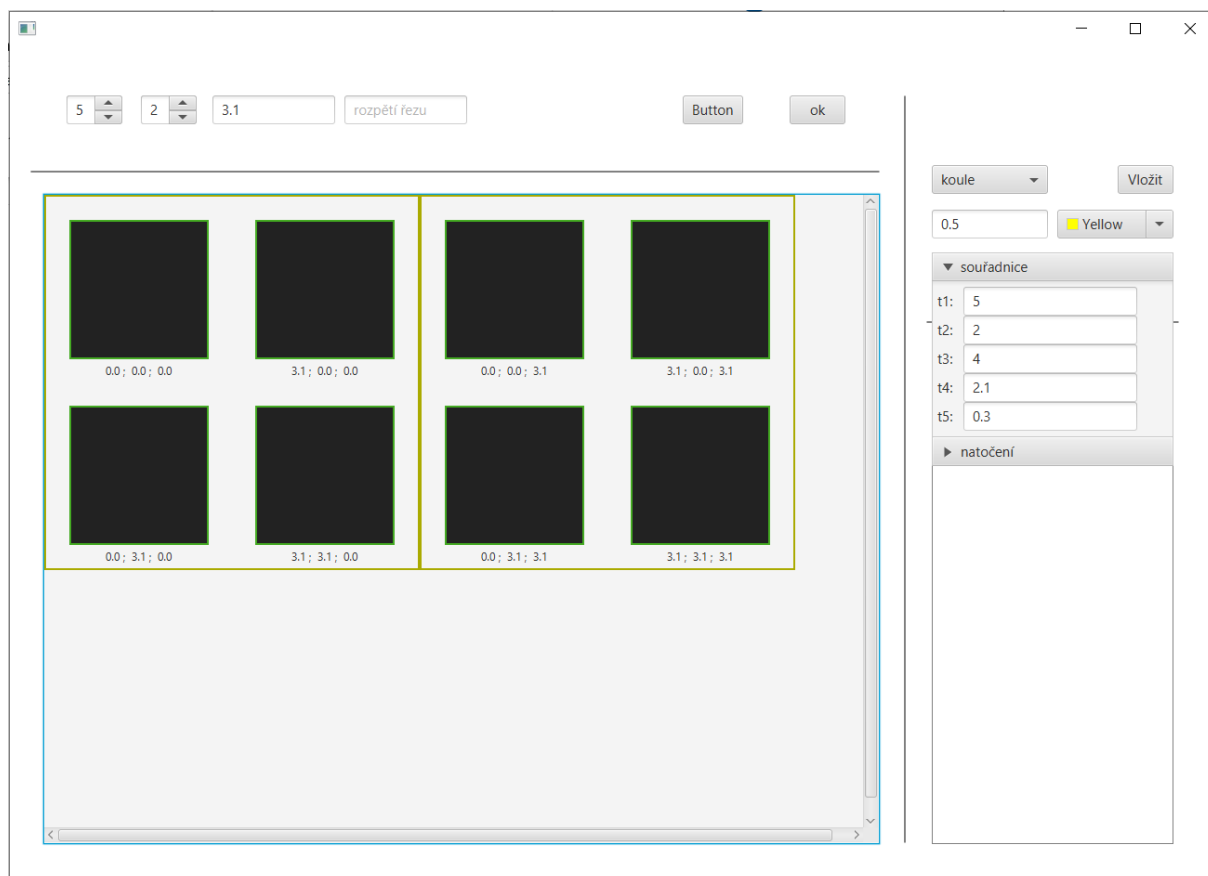 5 2 3.1 rozpětí řezu Button ok
koule Vložit
0.5 Yellow
souřadnice
t1: 5
t2: 2
t3: 4
t4: 2.1
t5: 0.3
natočení
0.0 ; 0.0 ; 0.0 3.1 ; 0.0 ; 0.0 0.0 ; 0.0 ; 3.1 3.1 ; 0.0 ; 3.1
0.0 ; 3.1 ; 0.0 3.1 ; 3.1 ; 0.0 0.0 ; 3.1 ; 3.1 3.1 ; 3.1 ; 3.1